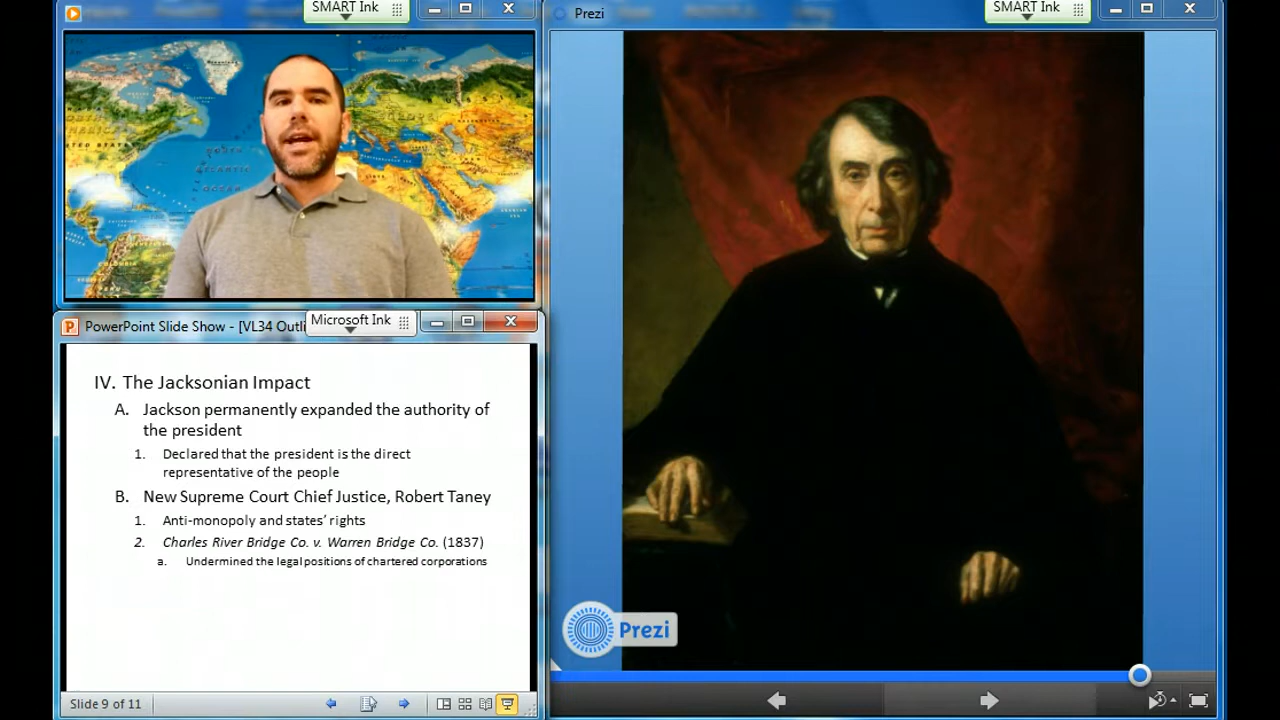 SMART Ink
SMART Ink
Prezi
PowerPoint Slide Show - [VL34 Outli
Microsoft Ink
IV. The Jacksonian Impact
A. Jackson permanently expanded the authority of
the president
1. Declared that the president is the direct
representative of the people
B. New Supreme Court Chief Justice, Robert Taney
1. Anti-monopoly and states’ rights
2. Charles River Bridge Co. v. Warren Bridge Co. (1837)
a. Undermined the legal positions of chartered corporations
Slide 9 of 11
Prezi